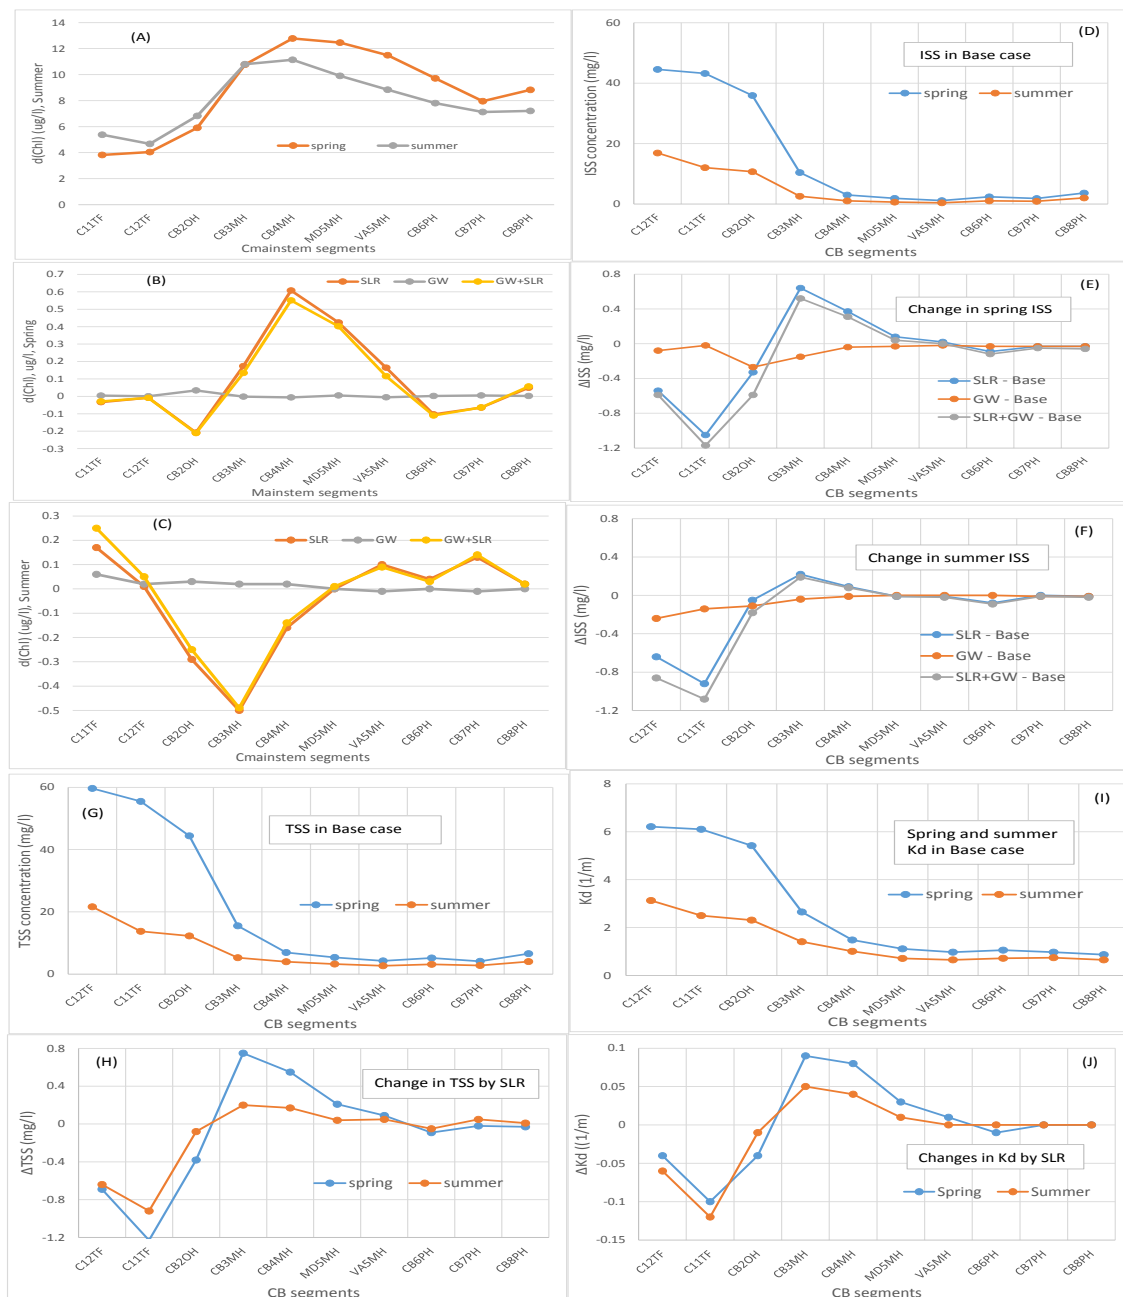 (A)
14
12
10
8
6
4
2
0
d(Chl) (ug/l), Summer
spring
summer
C11TF
C12TF
CB2OH
CB3MH
CB4MH
MD5MH
VA5MH
CB6PH
CB7PH
CB8PH
Cmainstem segments
(D)
ISS in Base case
60
40
20
0
ISS concentration (mg/l)
spring
summer
C12TF
C11TF
CB2OH
CB3MH
CB4MH
MD5MH
VA5MH
CB6PH
CB7PH
CB8PH
CB segments
(B)
0.7
0.6
0.5
0.4
0.3
0.2
0.1
0
-0.1
-0.2
-0.3
d(Chl), ug/l, Spring
SLR
GW
GW+SLR
C11TF
C12TF
CB2OH
CB3MH
CB4MH
MD5MH
VA5MH
CB6PH
CB7PH
CB8PH
Mainstem segments
(E)
Change in spring ISS
0.8
0.4
0
-0.4
-0.8
-1.2
ΔISS (mg/l)
SLR - Base
GW - Base
SLR+GW - Base
C12TF
C11TF
CB2OH
CB3MH
CB4MH
MD5MH
VA5MH
CB6PH
CB7PH
CB8PH
CB segments
(C)
0.3
0.2
0.1
0
-0.1
-0.2
-0.3
-0.4
-0.5
d(Chl) (ug/l), Summer
SLR
GW
GW+SLR
C11TF
C12TF
CB2OH
CB3MH
CB4MH
MD5MH
VA5MH
CB6PH
CB7PH
CB8PH
Cmainstem segments
(F)
Change in summer ISS
0.8
0.4
0
-0.4
-0.8
-1.2
ΔISS (mg/l)
SLR - Base
GW - Base
SLR+GW - Base
C12TF
C11TF
CB2OH
CB3MH
CB4MH
MD5MH
VA5MH
CB6PH
CB7PH
CB8PH
CB segments
(G)
TSS in Base case
60
40
20
0
TSS concentration (mg/l)
spring
summer
C12TF
C11TF
CB2OH
CB3MH
CB4MH
MD5MH
VA5MH
CB6PH
CB7PH
CB8PH
CB segments
(I)
Spring and summer
Kd in Base case
8
6
4
2
0
Kd (1/m)
spring
summer
C12TF
C11TF
CB2OH
CB3MH
CB4MH
MD5MH
VA5MH
CB6PH
CB7PH
CB8PH
CB segments
(H)
Change in TSS by SLR
0.8
0.4
0
-0.4
-0.8
-1.2
ΔTSS (mg/l)
spring
summer
C12TF
C11TF
CB2OH
CB3MH
CB4MH
MD5MH
VA5MH
CB6PH
CB7PH
CB8PH
CB segments
(J)
Changes in Kd by SLR
0.1
0.05
0
-0.05
-0.1
-0.15
ΔKd ((1/m)
Spring
Summer
C12TF
C11TF
CB2OH
CB3MH
CB4MH
MD5MH
VA5MH
CB6PH
CB7PH
CB8PH
CB segments